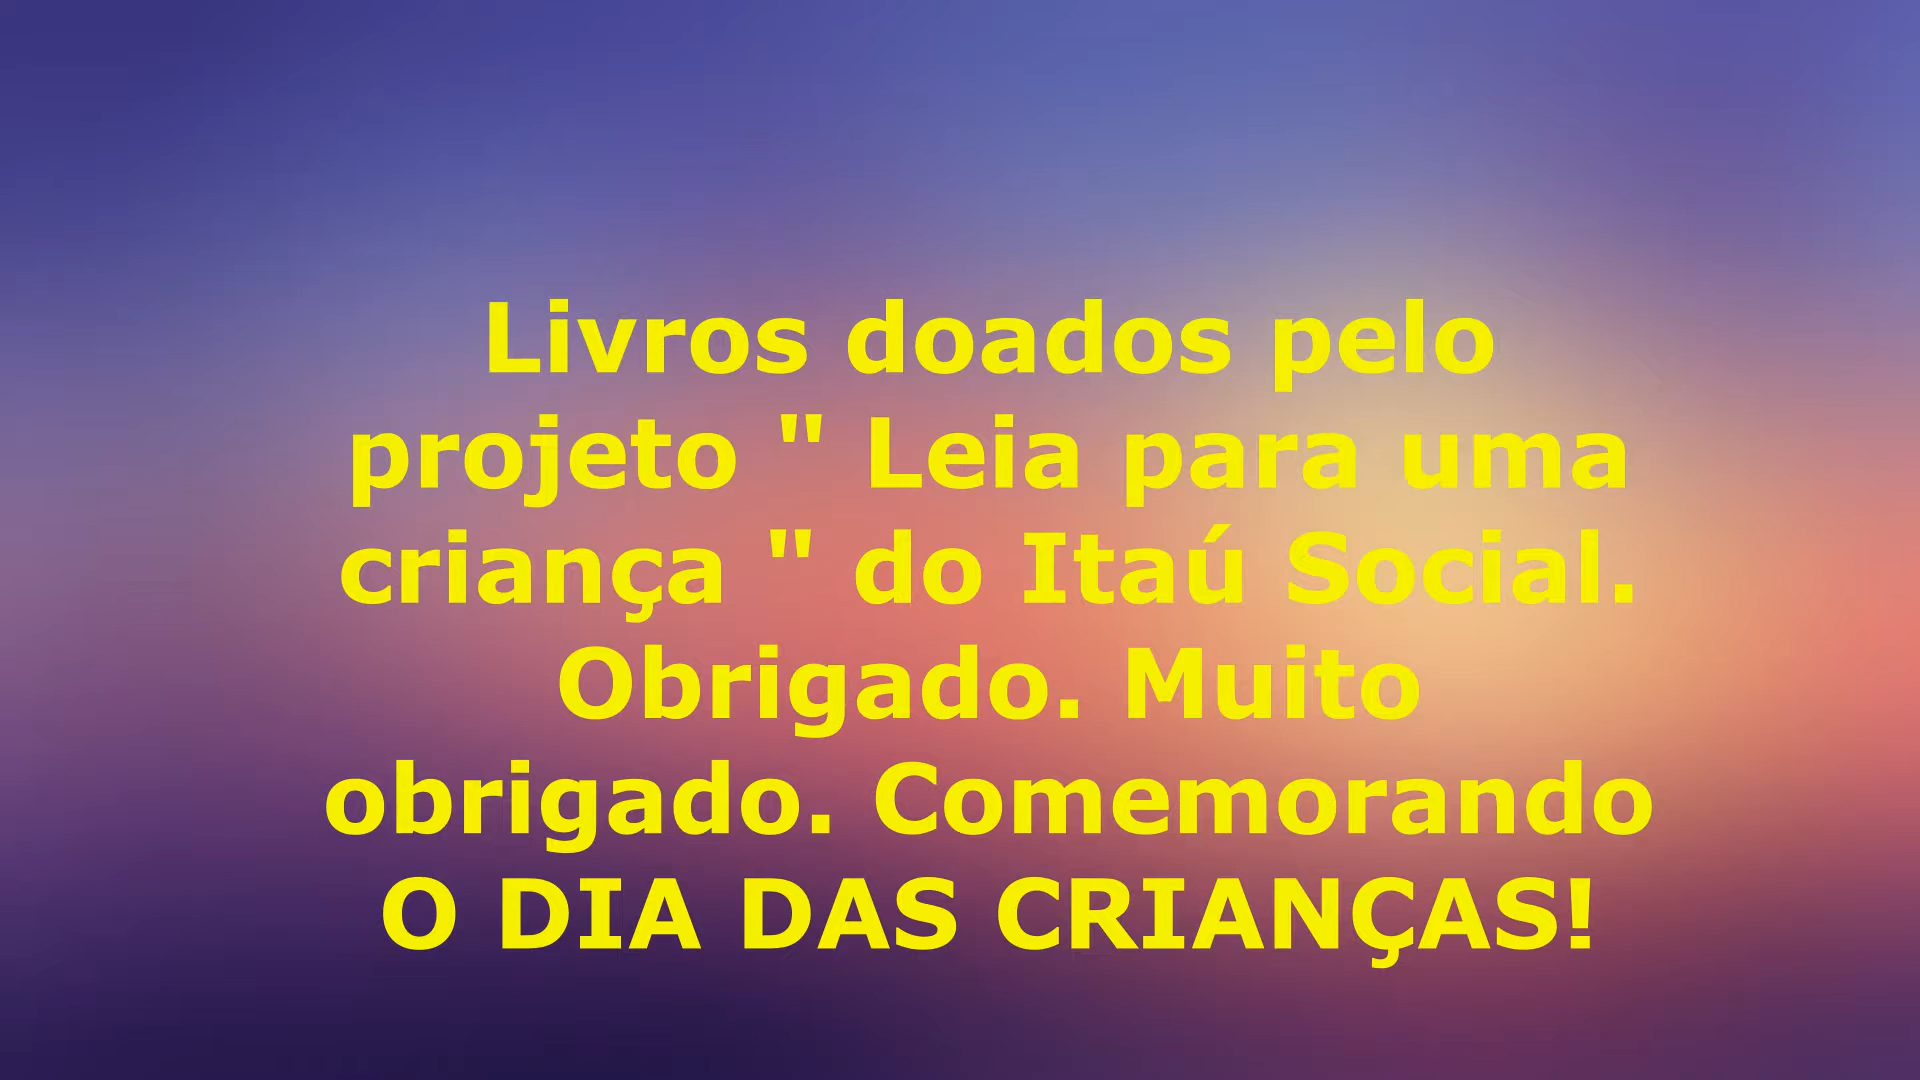 Livros doados pelo
projeto " Leia para uma
criança " do Itaú Social.
Obrigado. Muito
obrigado. Comemorando
O DIA DAS CRIANÇAS!